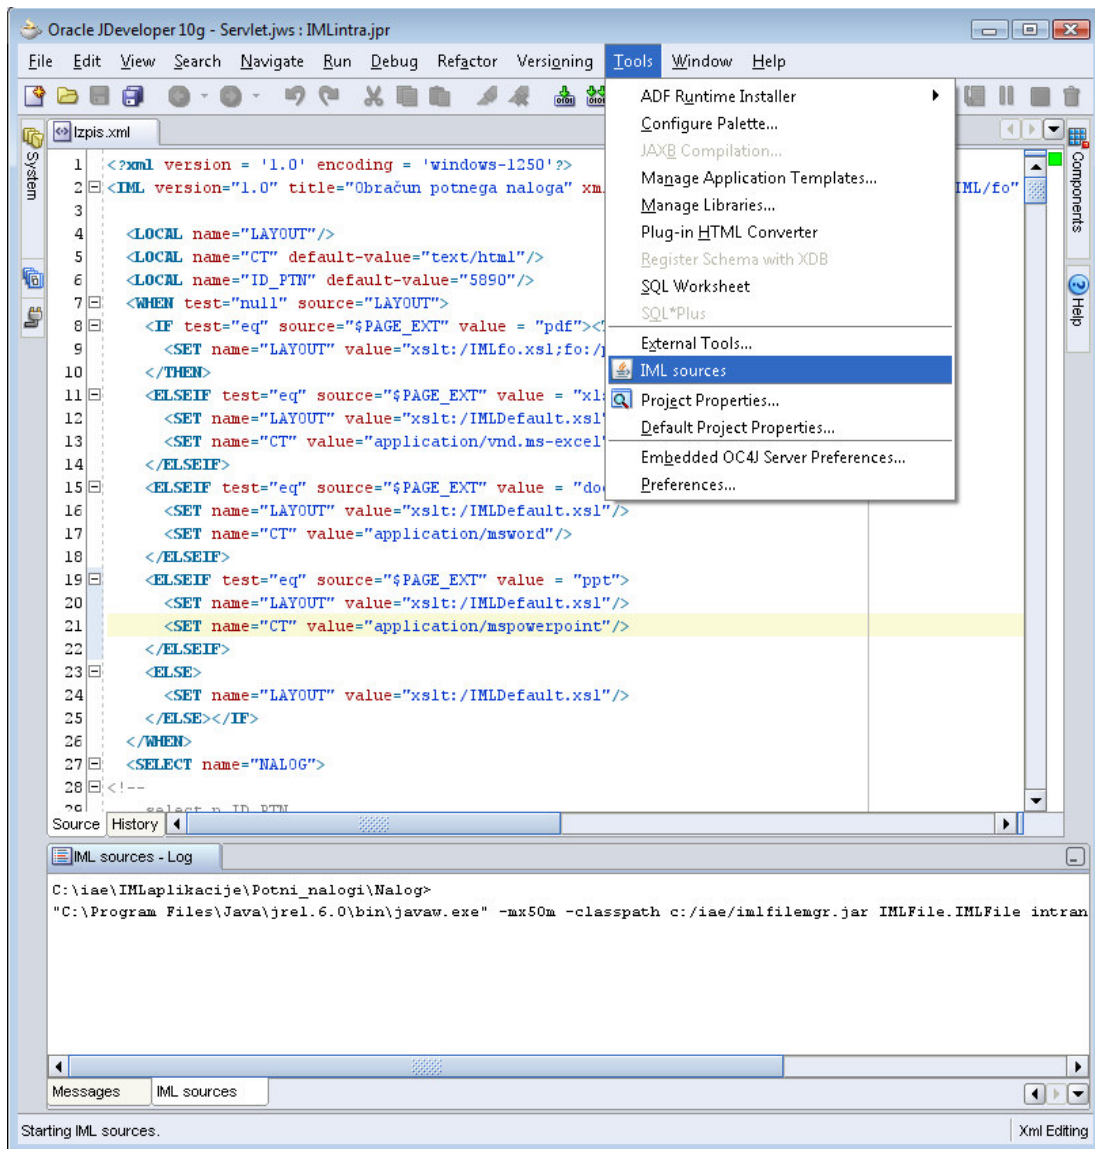 Oracle JDeveloper 10g - Servlet.jws : IMLintra.jpr
File Edit View Search Navigate Run Debug Refactor Versioning Tools Window Help
ADF Runtime Installer
Configure Palette...
JAXB Compilation...
Manage Application Templates...
Manage Libraries...
Plug-in HTML Converter
Register Schema with XDB
SQL Worksheet
SQL*Plus
External Tools...
IML sources
Project Properties...
Default Project Properties...
Embedded OC4J Server Preferences...
Preferences...
System
Components
Help
Izpis.xml
1 <?xml version = '1.0' encoding = 'windows-1250'?>
2 <IML version="1.0" title="Obračun potnega naloga" xm IML/fo"
3
4 <LOCAL name="LAYOUT"/>
5 <LOCAL name="CT" default-value="text/html"/>
6 <LOCAL name="ID_PTN" default-value="5890"/>
7 <WHEN test="null" source="LAYOUT">
8 <IF test="eq" source="$PAGE_EXT" value = "pdf"><
9 <SET name="LAYOUT" value="xslt:/IMLfo.xsl;fo:/
10 </THEN>
11 <ELSEIF test="eq" source="$PAGE_EXT" value = "xl
12 <SET name="LAYOUT" value="xslt:/IMLDefault.xsl"
13 <SET name="CT" value="application/vnd.ms-excel"
14 </ELSEIF>
15 <ELSEIF test="eq" source="$PAGE_EXT" value = "do
16 <SET name="LAYOUT" value="xslt:/IMLDefault.xsl"/>
17 <SET name="CT" value="application/msword"/>
18 </ELSEIF>
19 <ELSEIF test="eq" source="$PAGE_EXT" value = "ppt">
20 <SET name="LAYOUT" value="xslt:/IMLDefault.xsl"/>
21 <SET name="CT" value="application/mspowerpoint"/>
22 </ELSEIF>
23 <ELSE>
24 <SET name="LAYOUT" value="xslt:/IMLDefault.xsl"/>
25 </ELSE></IF>
26 </WHEN>
27 <SELECT name="NALOG">
28 <!--
29 select n.ID_PTN
Source History
IML sources - Log
C:\iae\IMLaplikacije\Potni_nalogi\Nalog>
"C:\Program Files\Java\jre1.6.0\bin\javaw.exe" -mx50m -classpath c:/iae/imlfilemgr.jar IMLFile.IMLFile intran
Messages IML sources
Starting IML sources. Xml Editing